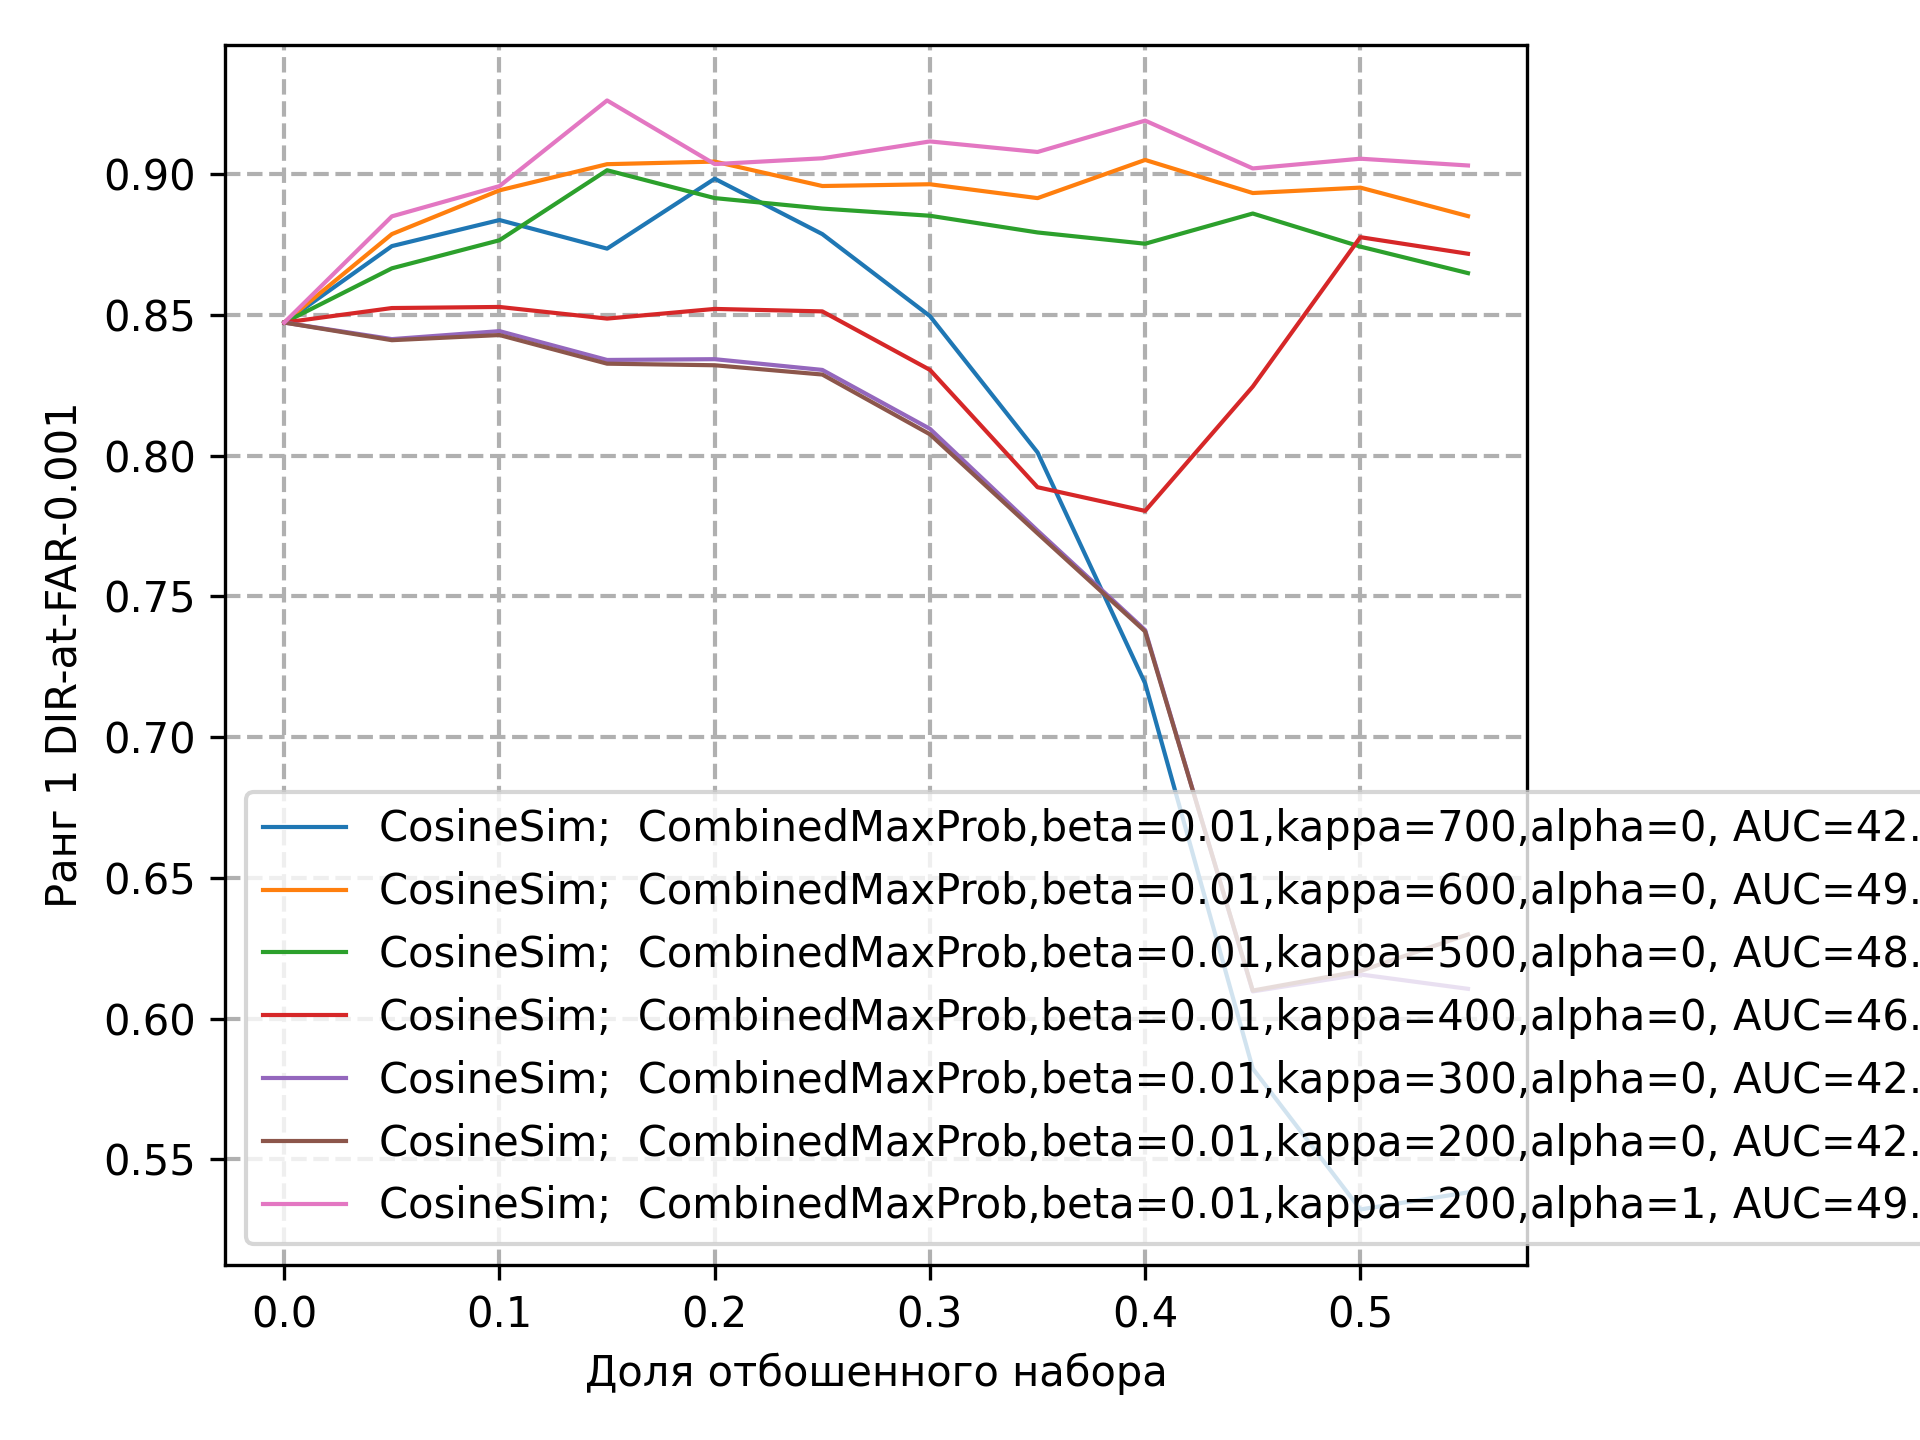 Ранг 1 DIR-at-FAR-0.001
0.90
0.85
0.80
0.75
0.70
0.65
0.60
0.55
CosineSim;  CombinedMaxProb,beta=0.01,kappa=700,alpha=0, AUC=42.
CosineSim;  CombinedMaxProb,beta=0.01,kappa=600,alpha=0, AUC=49.
CosineSim;  CombinedMaxProb,beta=0.01,kappa=500,alpha=0, AUC=48.
CosineSim;  CombinedMaxProb,beta=0.01,kappa=400,alpha=0, AUC=46.
CosineSim;  CombinedMaxProb,beta=0.01,kappa=300,alpha=0, AUC=42.
CosineSim;  CombinedMaxProb,beta=0.01,kappa=200,alpha=0, AUC=42.
CosineSim;  CombinedMaxProb,beta=0.01,kappa=200,alpha=1, AUC=49.
0.0 0.1 0.2 0.3 0.4 0.5
Доля отбошенного набора